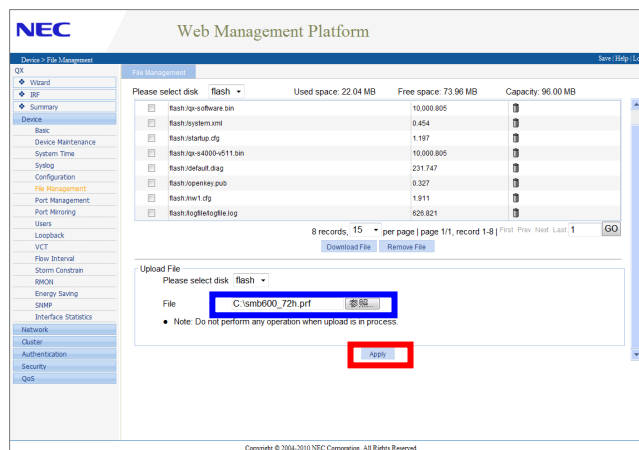 NEC Web Management Platform
Device > File Management Save | Help | Lo
QX File Management
Wizard
IRF
Summary
Device
Basic
Device Maintenance
System Time
Syslog
Configuration
File Management
Port Management
Port Mirroring
Users
Loopback
VCT
Flow Interval
Storm Constrain
RMON
Energy Saving
SNMP
Interface Statistics
Network
Cluster
Authentication
Security
QoS
Please select disk flash Used space: 22.04 MB Free space: 73.96 MB Capacity: 96.00 MB
flash:/qx-software.bin 10,000.805
flash:/system.xml 0.454
flash:/startup.cfg 1.197
flash:/qx-s4000-v511.bin 10,000.805
flash:/default.diag 231.747
flash:/openkey.pub 0.327
flash:/nw1.cfg 1.911
flash:/logfile/logfile.log 626.821
8 records, 15 per page | page 1/1, record 1-8 | First Prev Next Last 1 GO
Download File Remove File
Upload File
Please select disk flash
File C:\smb600_72h.prf 参照...
• Note: Do not perform any operation when upload is in process.
Apply
Copyright © 2004-2010 NEC Corporation. All Rights Reserved.